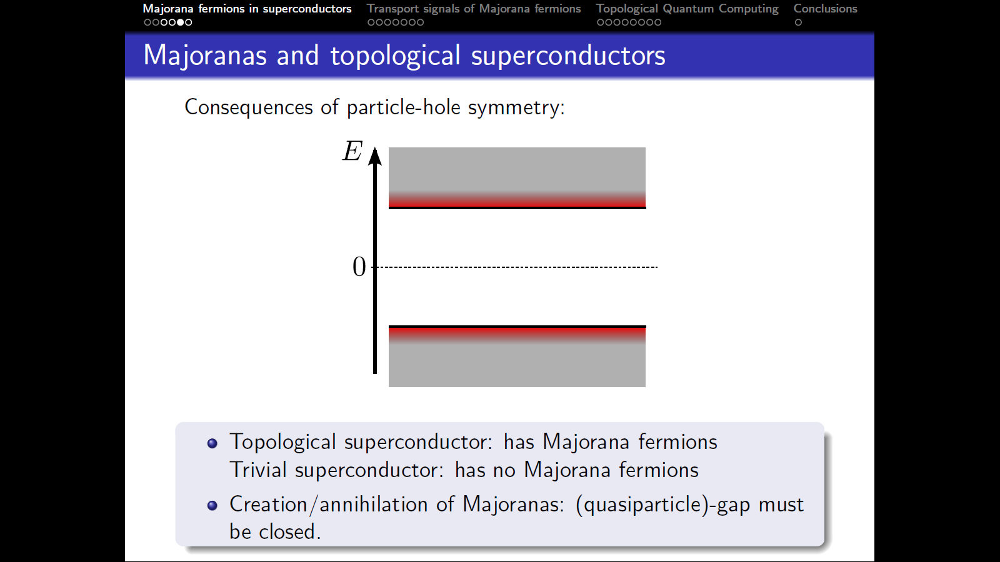 Majorana fermions in superconductors Transport signals of Majorana fermions Topological Quantum Computing Conclusions
Majoranas and topological superconductors
Consequences of particle-hole symmetry:
E
0
Topological superconductor: has Majorana fermions
Trivial superconductor: has no Majorana fermions
Creation/annihilation of Majoranas: (quasiparticle)-gap must
be closed.